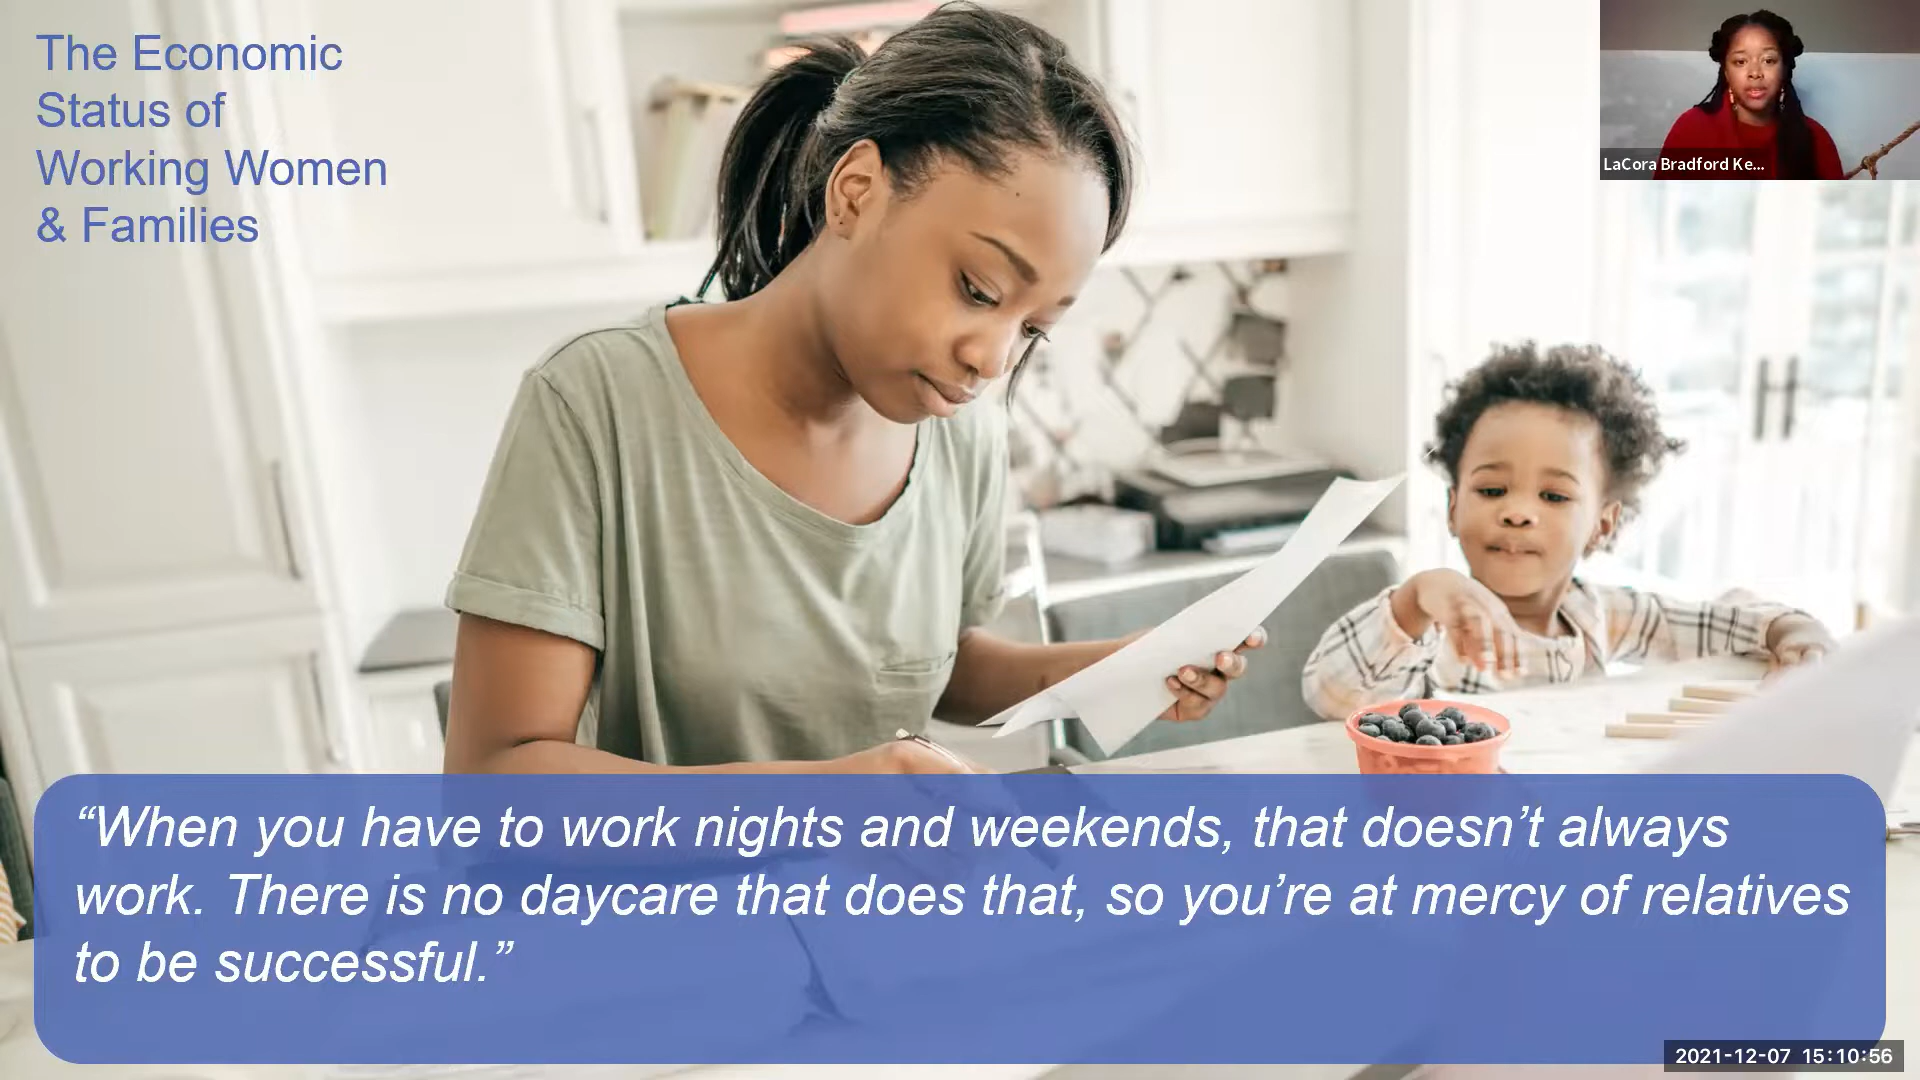 The Economic
Status of
Working Women
& Families
LaCora Bradford Ke...
“When you have to work nights and weekends, that doesn’t always
work. There is no daycare that does that, so you’re at mercy of relatives
to be successful.”
2021-12-07 15:10:56